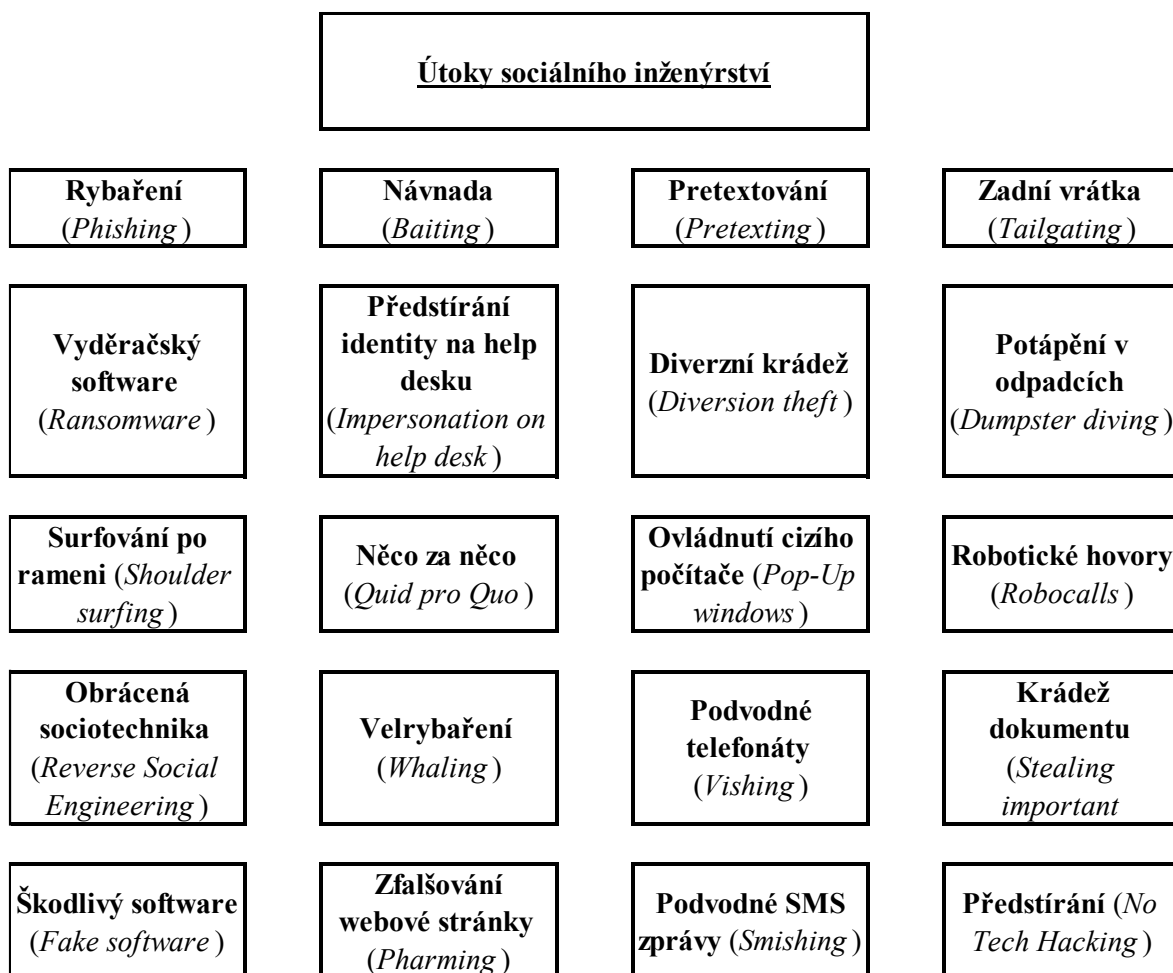 Útoky sociálního inženýrství
Rybaření
(Phishing )
Návnada
(Baiting )
Pretextování
(Pretexting )
Zadní vrátka
(Tailgating )
Vyděračský
software
(Ransomware )
Předstírání
identity na help
desku
(Impersonation on
help desk )
Diverzní krádež
(Diversion theft )
Potápění v
odpadcích
(Dumpster diving )
Surfování po
rameni (Shoulder
surfing )
Něco za něco
(Quid pro Quo )
Ovládnutí cizího
počítače (Pop-Up
windows )
Robotické hovory
(Robocalls )
Obrácená
sociotechnika
(Reverse Social
Engineering )
Velrybaření
(Whaling )
Podvodné
telefonáty
(Vishing )
Krádež
dokumentu
(Stealing
important
Škodlivý software
(Fake software )
Zfalšování
webové stránky
(Pharming )
Podvodné SMS
zprávy (Smishing )
Předstírání (No
Tech Hacking )